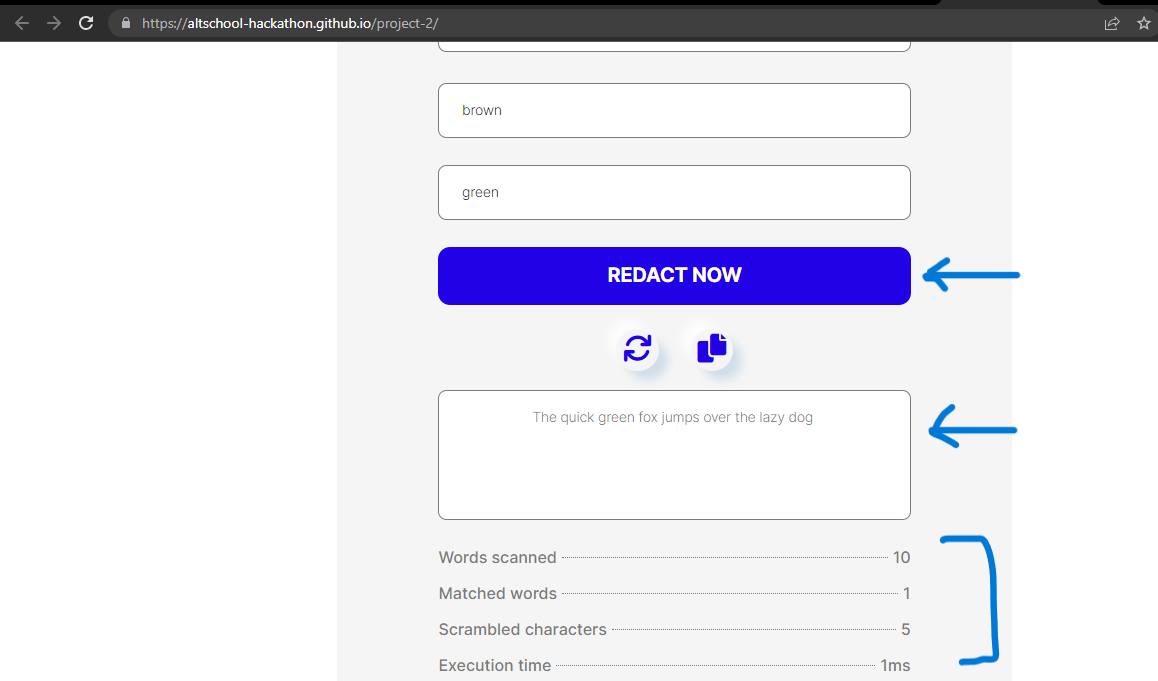 https://altschool-hackathon.github.io/project-2/
brown
green
REDACT NOW
The quick green fox jumps over the lazy dog
Words scanned 10
Matched words 1
Scrambled characters 5
Execution time 1ms